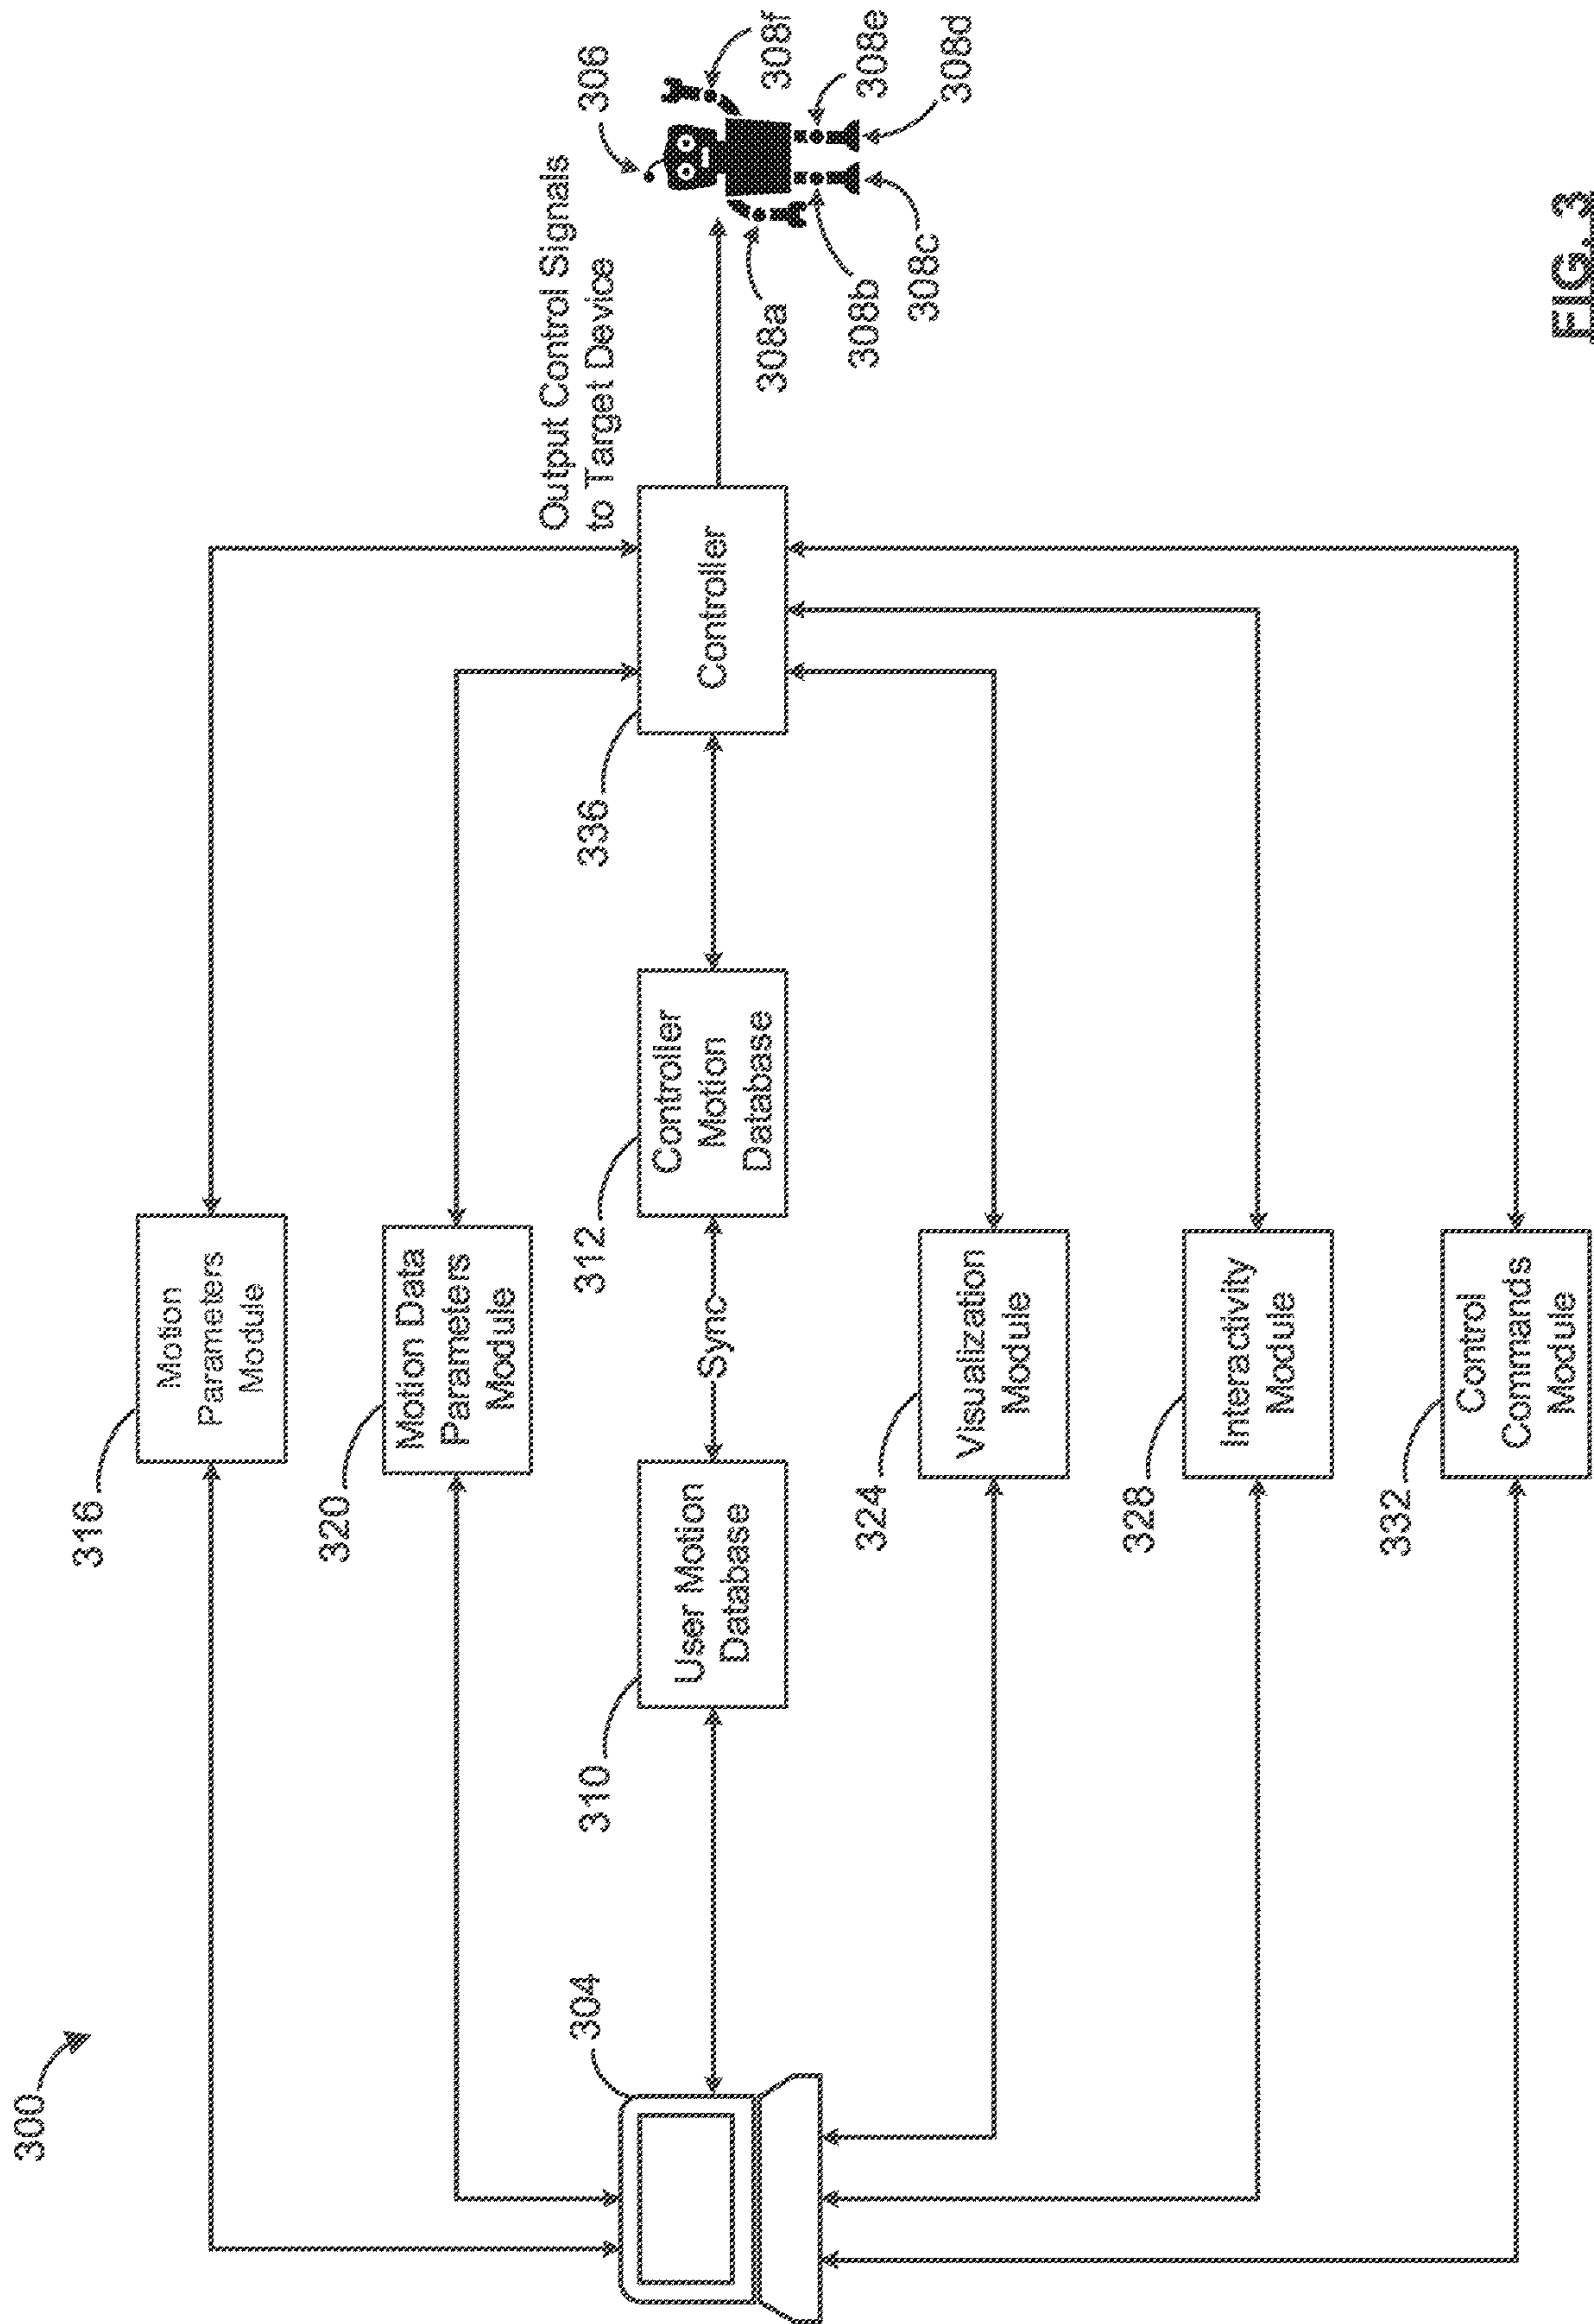 300
316
Motion
Parameters
Module
320
Motion Data
Parameters
Module
304
310
User Motion
Database
Sync
312
Controller
Motion
Database
336
Controller
Output Control Signals
to Target Device
306
308a
308b
308c
308d
308e
308f
324
Visualization
Module
328
Interactivity
Module
332
Control
Commands
Module
FIG. 3